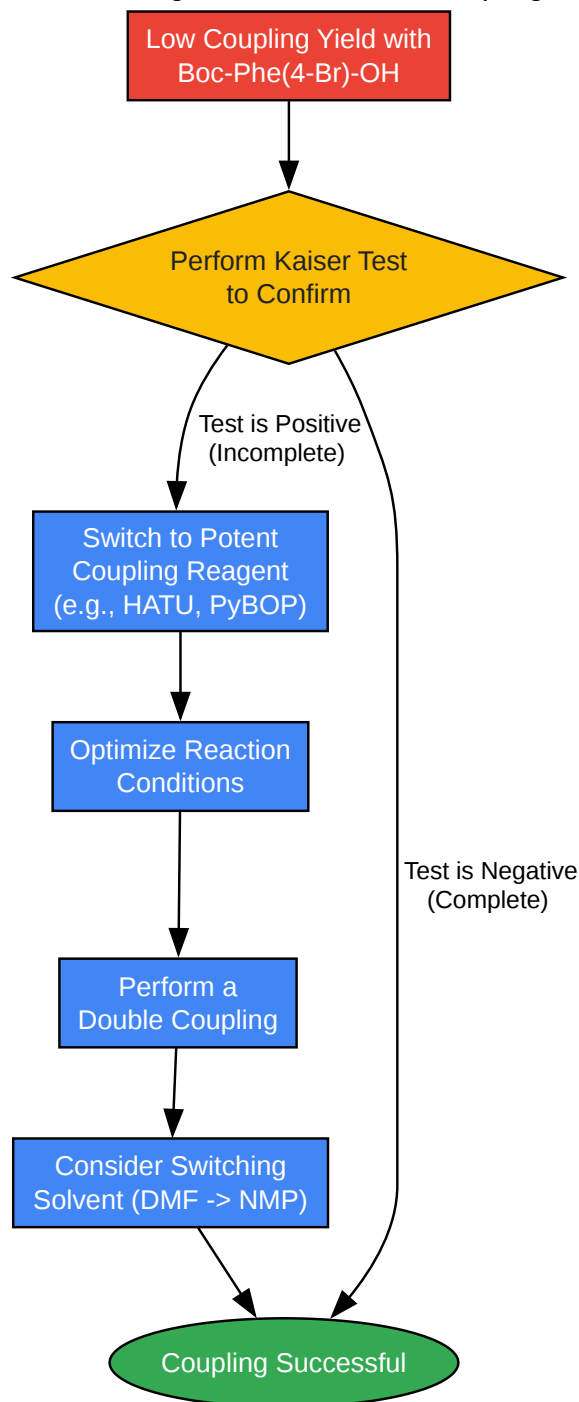 Low Coupling Yield with
Boc-Phe(4-Br)-OH
Perform Kaiser Test
to Confirm
Test is Positive
(Incomplete)
Switch to Potent
Coupling Reagent
(e.g., HATU, PyBOP)
Optimize Reaction
Conditions
Test is Negative
(Complete)
Perform a
Double Coupling
Consider Switching
Solvent (DMF -> NMP)
Coupling Successful